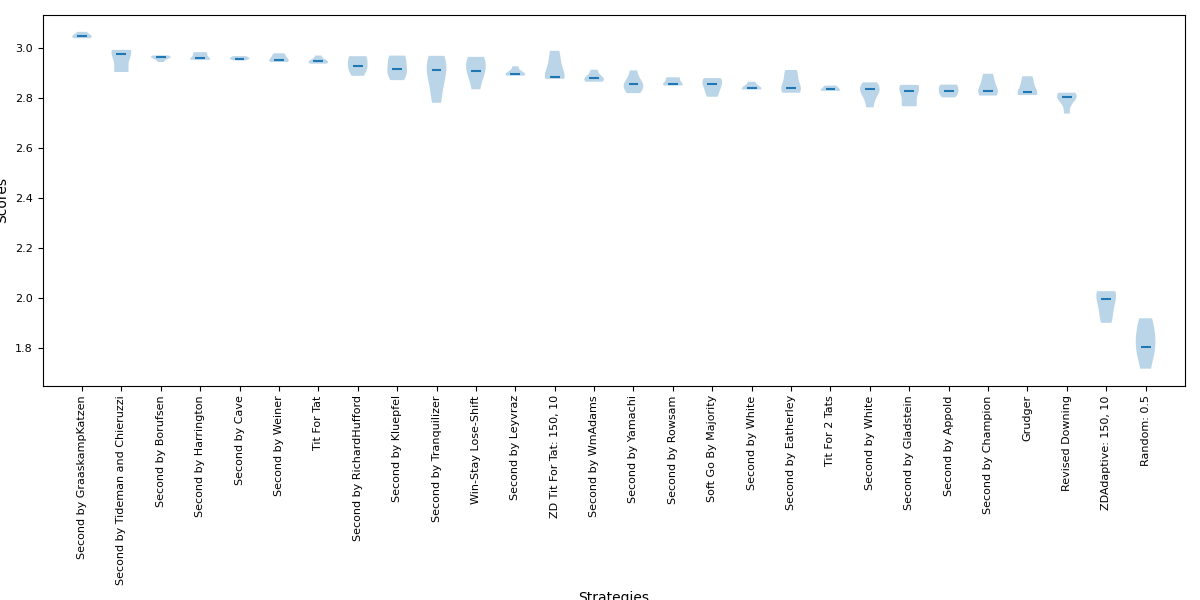 Scores
3.0
2.8
2.6
2.4
2.2
2.0
1.8
Second by GraaskampKatzen
Second by Tideman and Chieruzzi
Second by Borufsen
Second by Harrington
Second by Cave
Second by Weiner
Tit For Tat
Second by RichardHufford
Second by Kluepfel
Second by Tranquilizer
Win-Stay Lose-Shift
Second by Leyvraz
ZD Tit For Tat: 150, 10
Second by WmAdams
Second by Yamachi
Second by Rowsam
Soft Go By Majority
Second by White
Second by Eatherley
Tit For 2 Tats
Second by White
Second by Gladstein
Second by Appold
Second by Champion
Grudger
Revised Downing
ZDAdaptive: 150, 10
Random: 0.5
Strategies